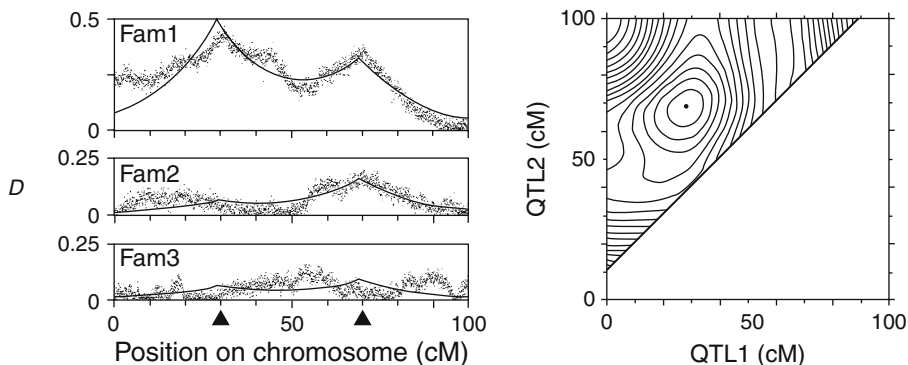 0.5
Fam1
0
0.25
Fam2
D
0
0.25
Fam3
0
0 50 100
Position on chromosome (cM)
100
50
0
QTL2 (cM)
0 100
QTL1 (cM)